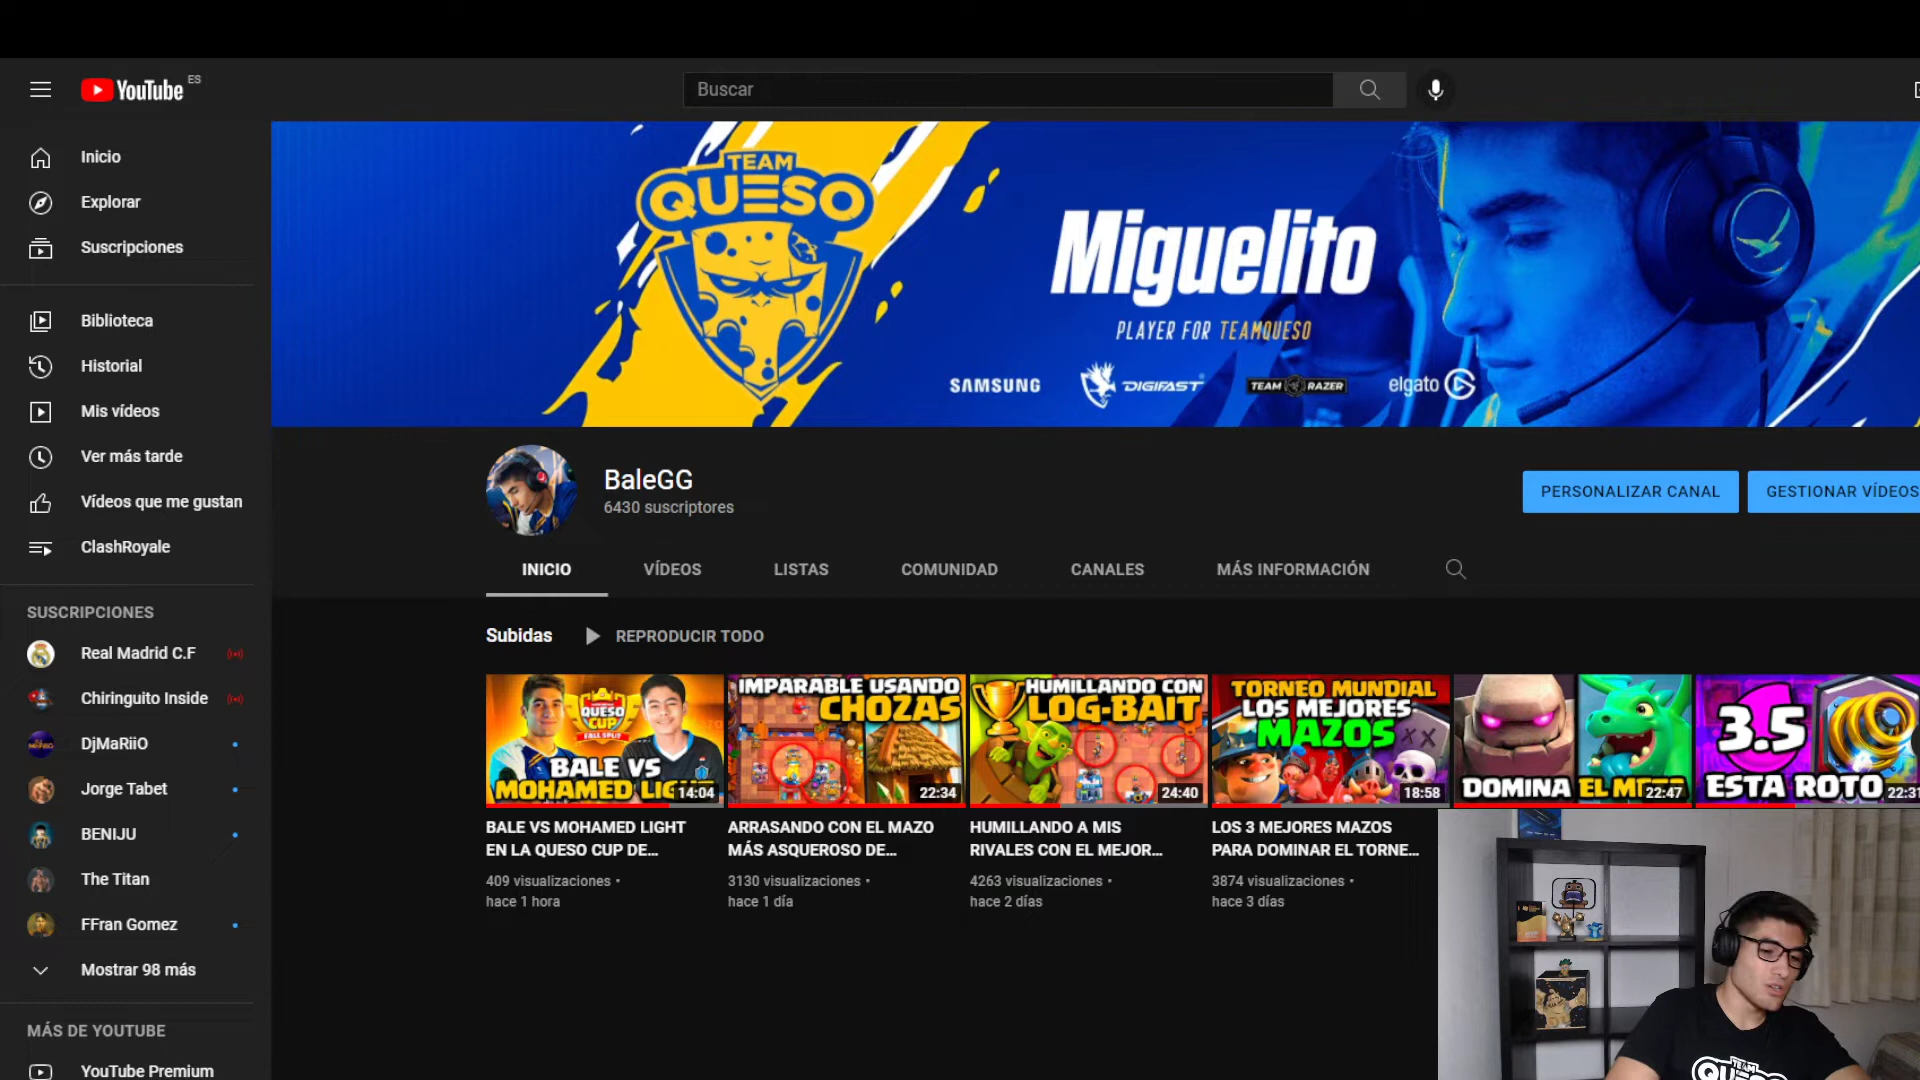 YouTube ES
Buscar
Inicio
Explorar
Suscripciones
Biblioteca
Historial
Mis vídeos
Ver más tarde
Vídeos que me gustan
ClashRoyale
SUSCRIPCIONES
Real Madrid C.F
Chiringuito Inside
DjMaRiiO
Jorge Tabet
BENIJU
The Titan
FFran Gomez
Mostrar 98 más
MÁS DE YOUTUBE
YouTube Premium
TEAM
QUESO
Miguelito
PLAYER FOR TEAMQUESO
SAMSUNG
DIGIFAST
TEAM RAZER
elgato
BaleGG
6430 suscriptores
PERSONALIZAR CANAL
GESTIONAR VÍDEOS
INICIO
VÍDEOS
LISTAS
COMUNIDAD
CANALES
MÁS INFORMACIÓN
Subidas
REPRODUCIR TODO
QUESO
CUP
FALL SPLIT
BALE VS
MOHAMED LIG
14:04
IMPARABLE USANDO
CHOZAS
22:34
HUMILLANDO CON
LOG-BAIT
24:40
TORNEO MUNDIAL
LOS MEJORES
MAZOS
18:58
DOMINA EL
22:47
3.5
ESTA ROTO
22:31
BALE VS MOHAMED LIGHT
EN LA QUESO CUP DE...
409 visualizaciones •
hace 1 hora
ARRASANDO CON EL MAZO
MÁS ASQUEROSO DE...
3130 visualizaciones •
hace 1 día
HUMILLANDO A MIS
RIVALES CON EL MEJOR...
4263 visualizaciones •
hace 2 días
LOS 3 MEJORES MAZOS
PARA DOMINAR EL TORNE...
3874 visualizaciones •
hace 3 días
TEAM